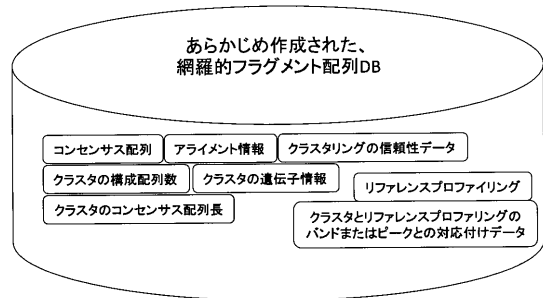 あらかじめ作成された、
網羅的フラグメント配列DB
コンセンサス配列
アライメント情報
クラスタリングの信頼性データ
クラスタの構成配列数
クラスタの遺伝子情報
リファレンスプロファイリング
クラスタのコンセンサス配列長
クラスタとリファレンスプロファリングの
バンドまたはピークとの対応付けデータ